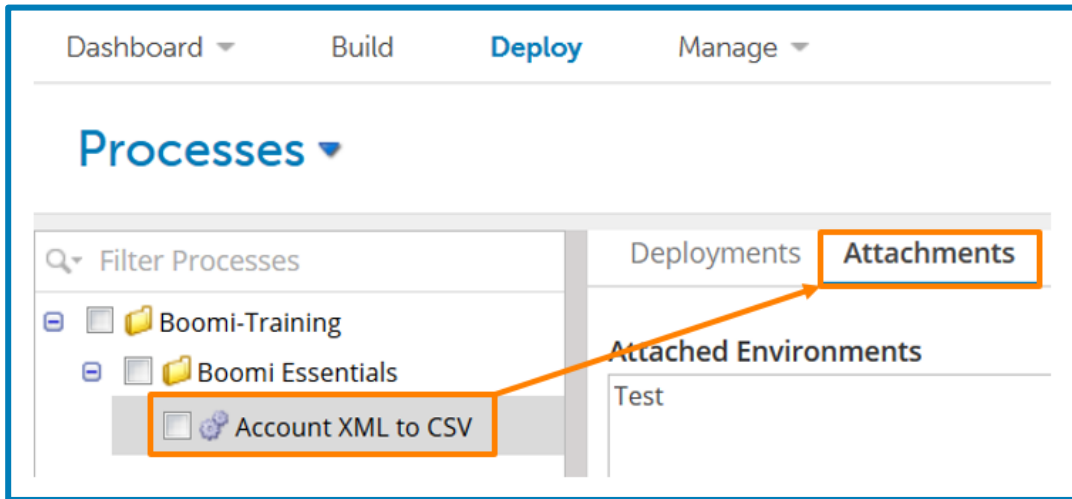 Dashboard Build Deploy Manage
Processes
Filter Processes
Deployments Attachments
Boomi-Training
Attached Environments
Boomi Essentials
Test
Account XML to CSV